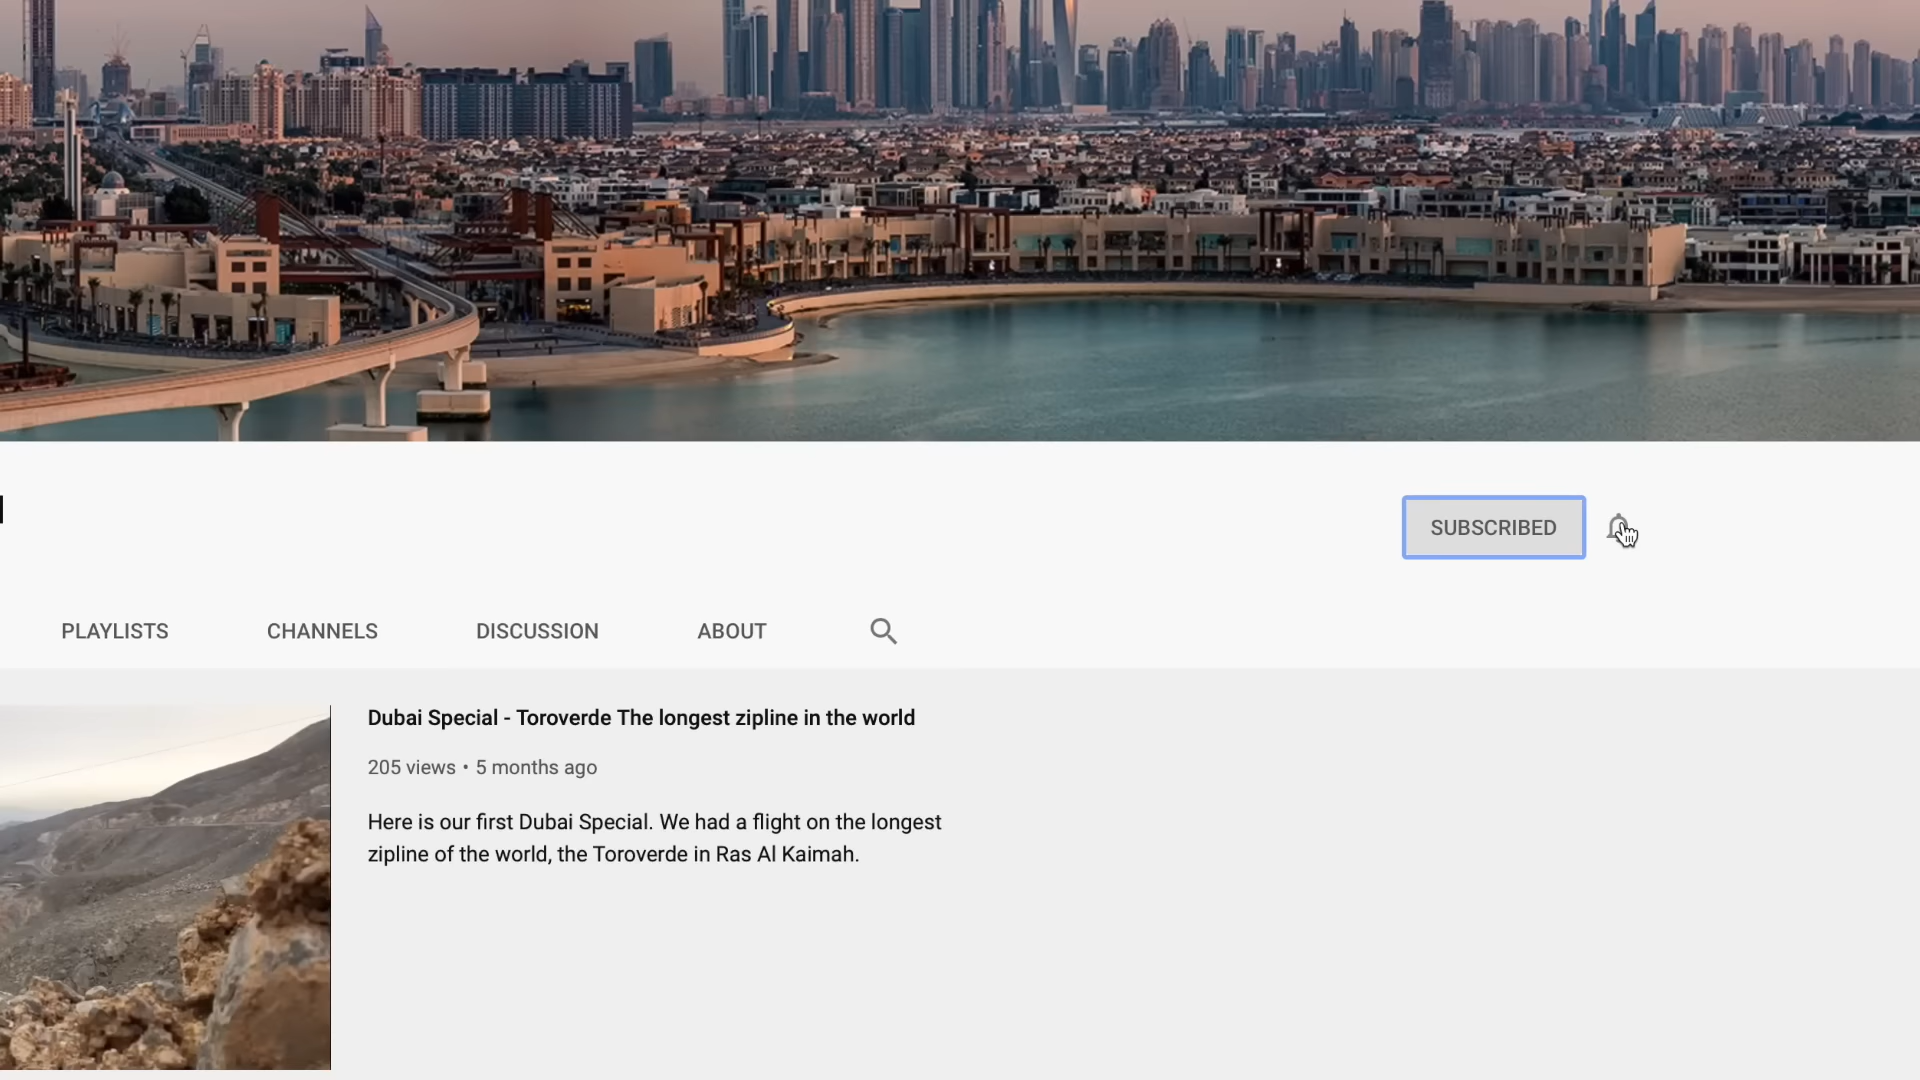 SUBSCRIBED
PLAYLISTS CHANNELS DISCUSSION ABOUT
Dubai Special - Toroverde The longest zipline in the world
205 views • 5 months ago
Here is our first Dubai Special. We had a flight on the longest
zipline of the world, the Toroverde in Ras Al Kaimah.